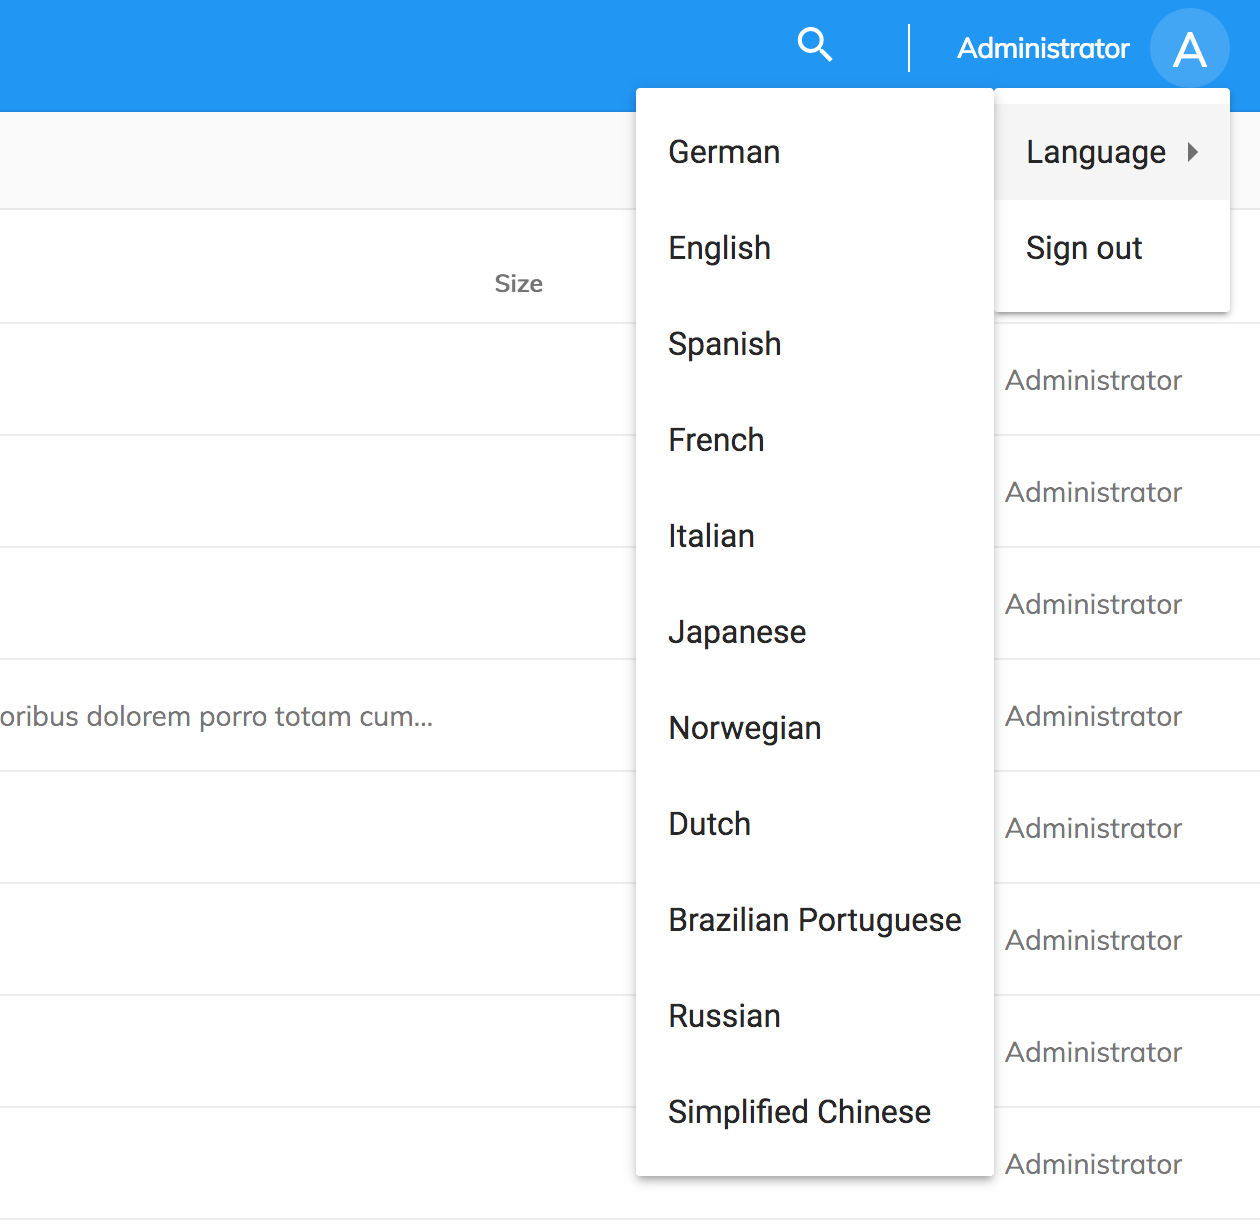 Administrator A
German
Language
English
Sign out
Size
Spanish
Administrator
French
Administrator
Italian
Administrator
Japanese
oribus dolorem porro totam cum...
Administrator
Norwegian
Dutch
Administrator
Brazilian Portuguese
Administrator
Russian
Administrator
Simplified Chinese
Administrator